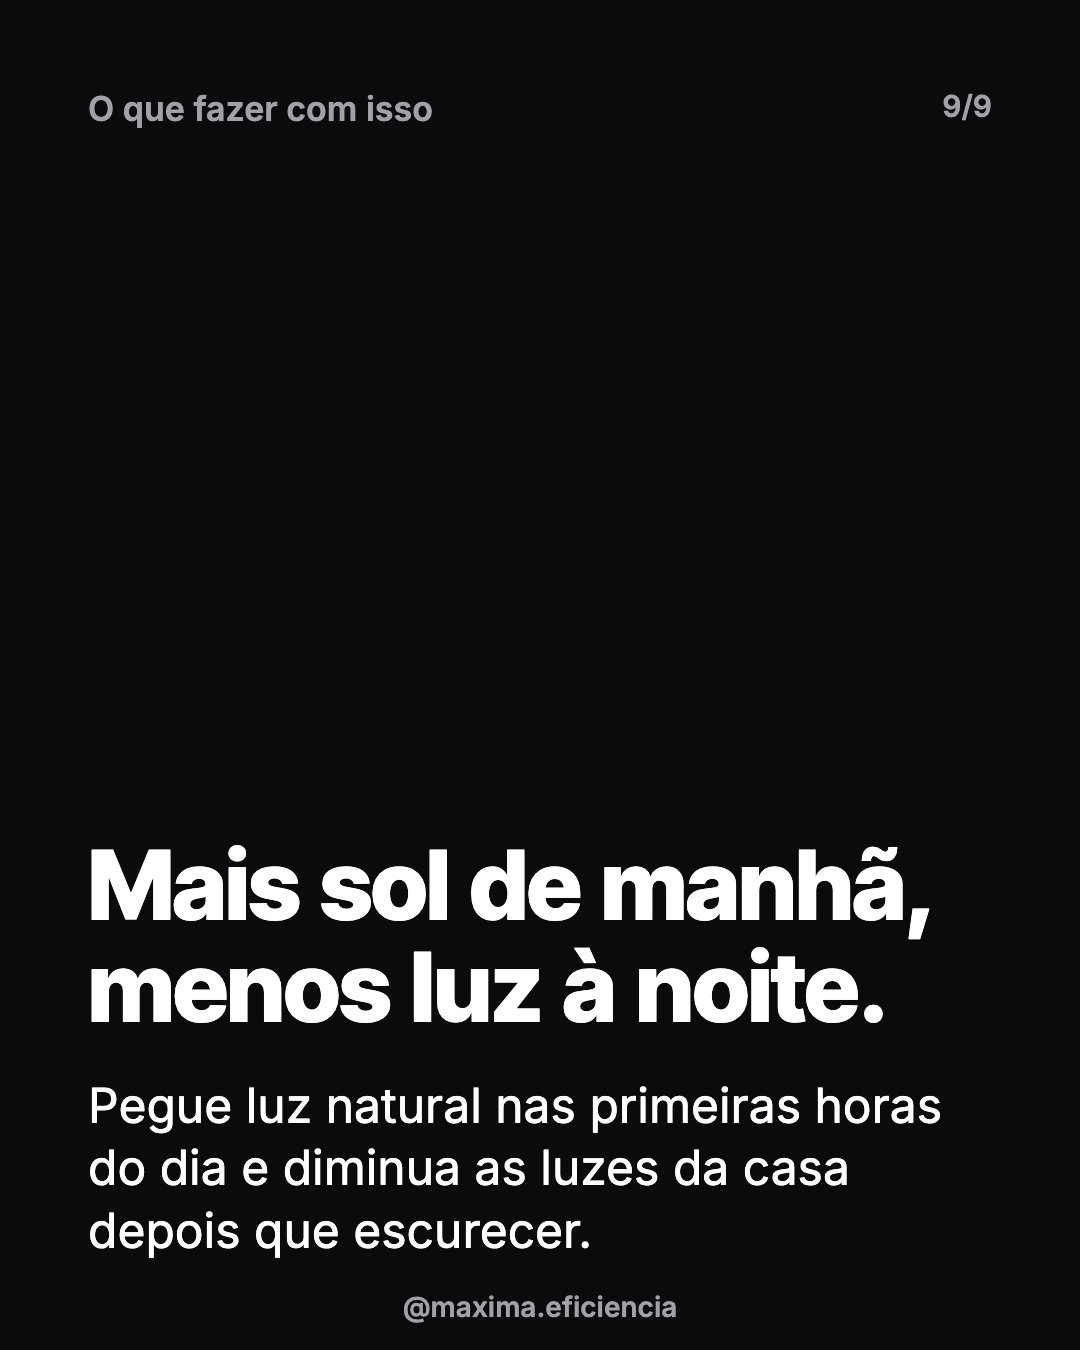 O que fazer com isso
9/9
Mais sol de manhã,
menos luz à noite.
Pegue luz natural nas primeiras horas
do dia e diminua as luzes da casa
depois que escurecer.
@maxima.eficiencia